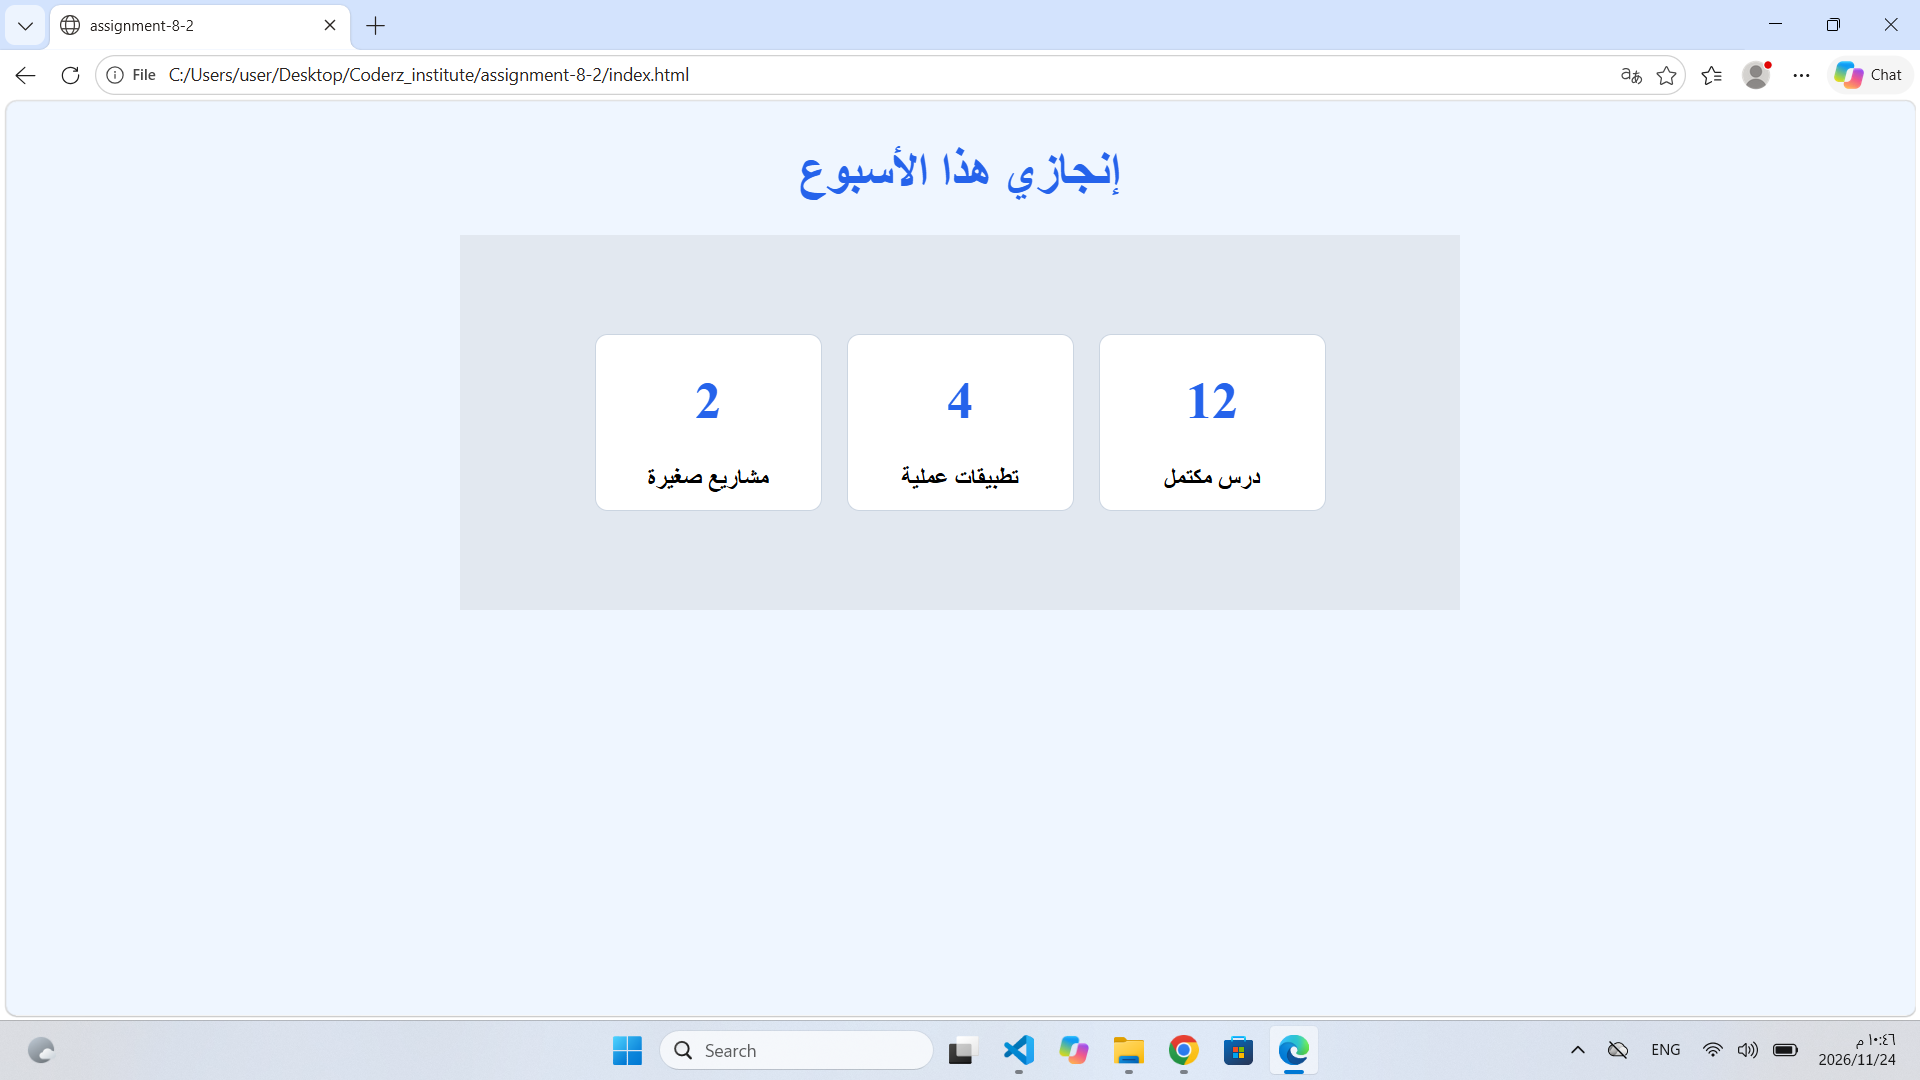 assignment-8-2
File C:/Users/user/Desktop/Coderz_institute/assignment-8-2/index.html
Chat
إنجازي هذا الأسبوع
12
درس مكتمل
4
تطبيقات عملية
2
مشاريع صغيرة
Search
ENG
١٠:٤٦ م
2026/11/24